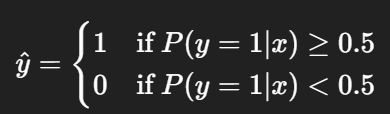 ŷ = { 1 if P(y = 1|x) ≥ 0.5
0 if P(y = 1|x) < 0.5